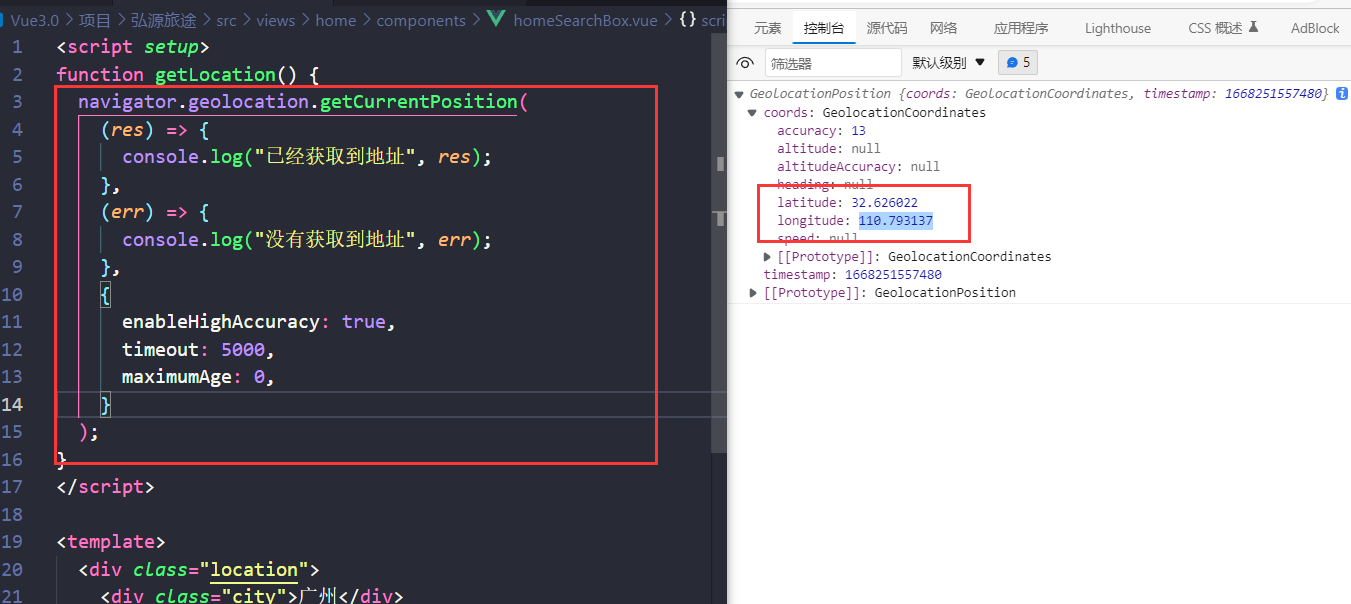 Vue3.0 > 项目 > 弘源旅途 > src > views > home > components > homeSearchBox.vue > {} scri
1 <script setup>
2 function getLocation() {
3 navigator.geolocation.getCurrentPosition(
4 (res) => {
5 console.log("已经获取到地址", res);
6 },
7 (err) => {
8 console.log("没有获取到地址", err);
9 },
10 {
11 enableHighAccuracy: true,
12 timeout: 5000,
13 maximumAge: 0,
14 }
15 );
16 }
17 </script>
18
19 <template>
20 <div class="location">
21 <div class="city">广州</div>
元素 控制台 源代码 网络 应用程序 Lighthouse CSS 概述 AdBlock
筛选器 默认级别 ▼ 5
▼ GeolocationPosition {coords: GeolocationCoordinates, timestamp: 1668251557480} i
▼ coords: GeolocationCoordinates
accuracy: 13
altitude: null
altitudeAccuracy: null
heading: null
latitude: 32.626022
longitude: 110.793137
speed: null
▶ [[Prototype]]: GeolocationCoordinates
timestamp: 1668251557480
▶ [[Prototype]]: GeolocationPosition